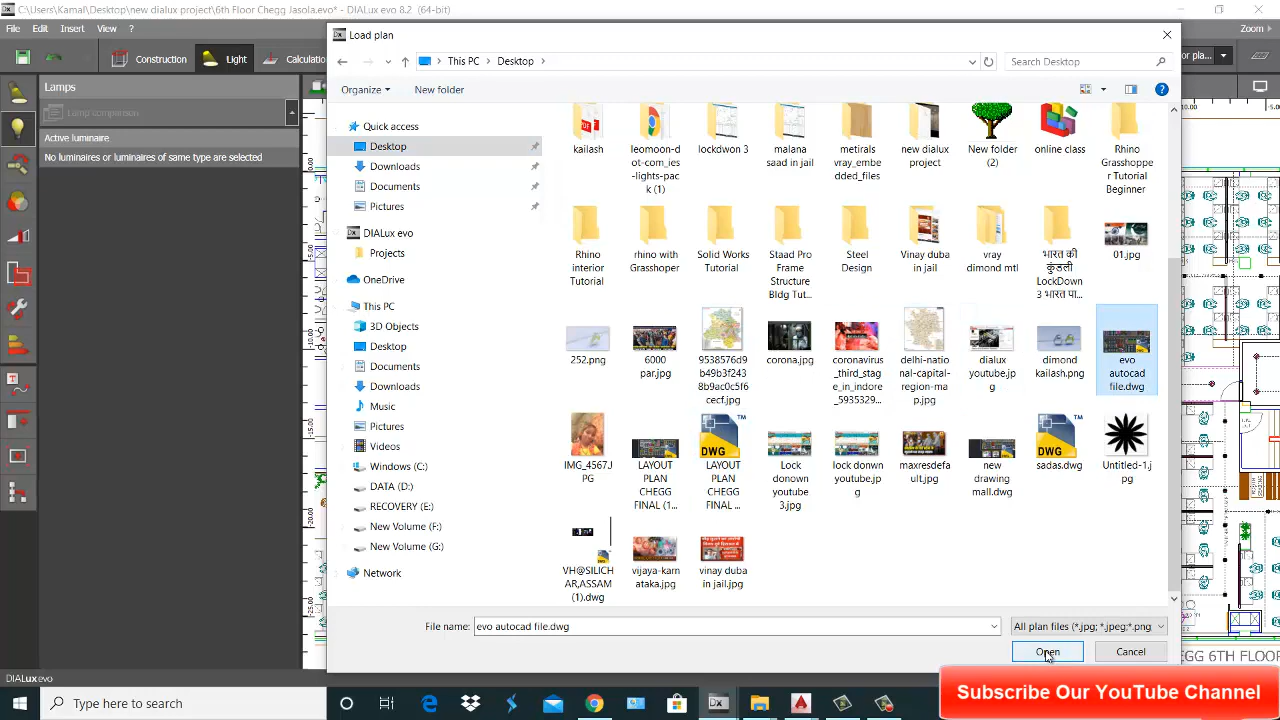 C:\Users\Kamal\Desktop\new dialux project\6th Floor Chegg Jasola.evo* - DIALux evo 8.2 (64-bit)
File Edit Insert View ?
Zoom
Construction Light Calculatio
or pla...
Lamps
Lamp composition
Active luminaire
No luminaires or luminaires of same type are selected
Load plan
This PC Desktop
Search Desktop
Organize New folder
Quick access
Desktop
Downloads
Documents
Pictures
DIALux evo
Projects
OneDrive
This PC
3D Objects
Desktop
Documents
Downloads
Music
Pictures
Videos
Windows (C:)
DATA (D:)
RECOVERY (E:)
New Volume (F:)
New Volume (G:)
Network
kailash
leomoon-d
ot-com_ies
-lights-pac
k (1)
lockdwon 3
malana
saad in jail
metirals
vray_embe
dded_files
new dialux
project
New folder
(2)
online class
Rhino
Grasshoppe
r Tutorial
Beginner
Rhino
interior
Tutorial
rhino with
Grasshoper
Solid Works
Tutorial
Staad Pro
Frame
Structure
Bldg Tut...
Steel
Design
Vinay duba
in jail
vray
dimond mtl
भारत की
कुंडली
LockDown
3 भारत पा...
01.jpg
252.png
6000
par.jpg
9538576d9
b49b3f243
8b9ac0c5f6
cecf.jpg
corona.jpg
coronavirus
_third_stag
e_in_indore
_5935329...
delhi-natio
nal-capital-
region-ma
p.jpg
dialux
youtube.jp
g
dimond
kailash.png
evo
autocad
file.dwg
IMG_4567.J
PG
LAYOUT
PLAN
CHEGG
FINAL (1...
LAYOUT
PLAN
CHEGG
FINAL ...
Lock
donown
youtube
3.jpg
lock donwn
youtube.jp
g
maxresdefa
ult.jpg
new
drawing
mall.dwg
sadas.dwg
Untitled-1.j
pg
VH@SILICH
AR,ASSAM
(1).dwg
vijaya-karn
ataka.jpg
vinay duba
in jail.jpg
File name: evo autocad file.dwg
All plan files (*.jpg; *.jpeg;*.png
Open Cancel
EGG 6TH FLOO
DIALux evo
Subscribe Our YouTube Channel
Type here to search